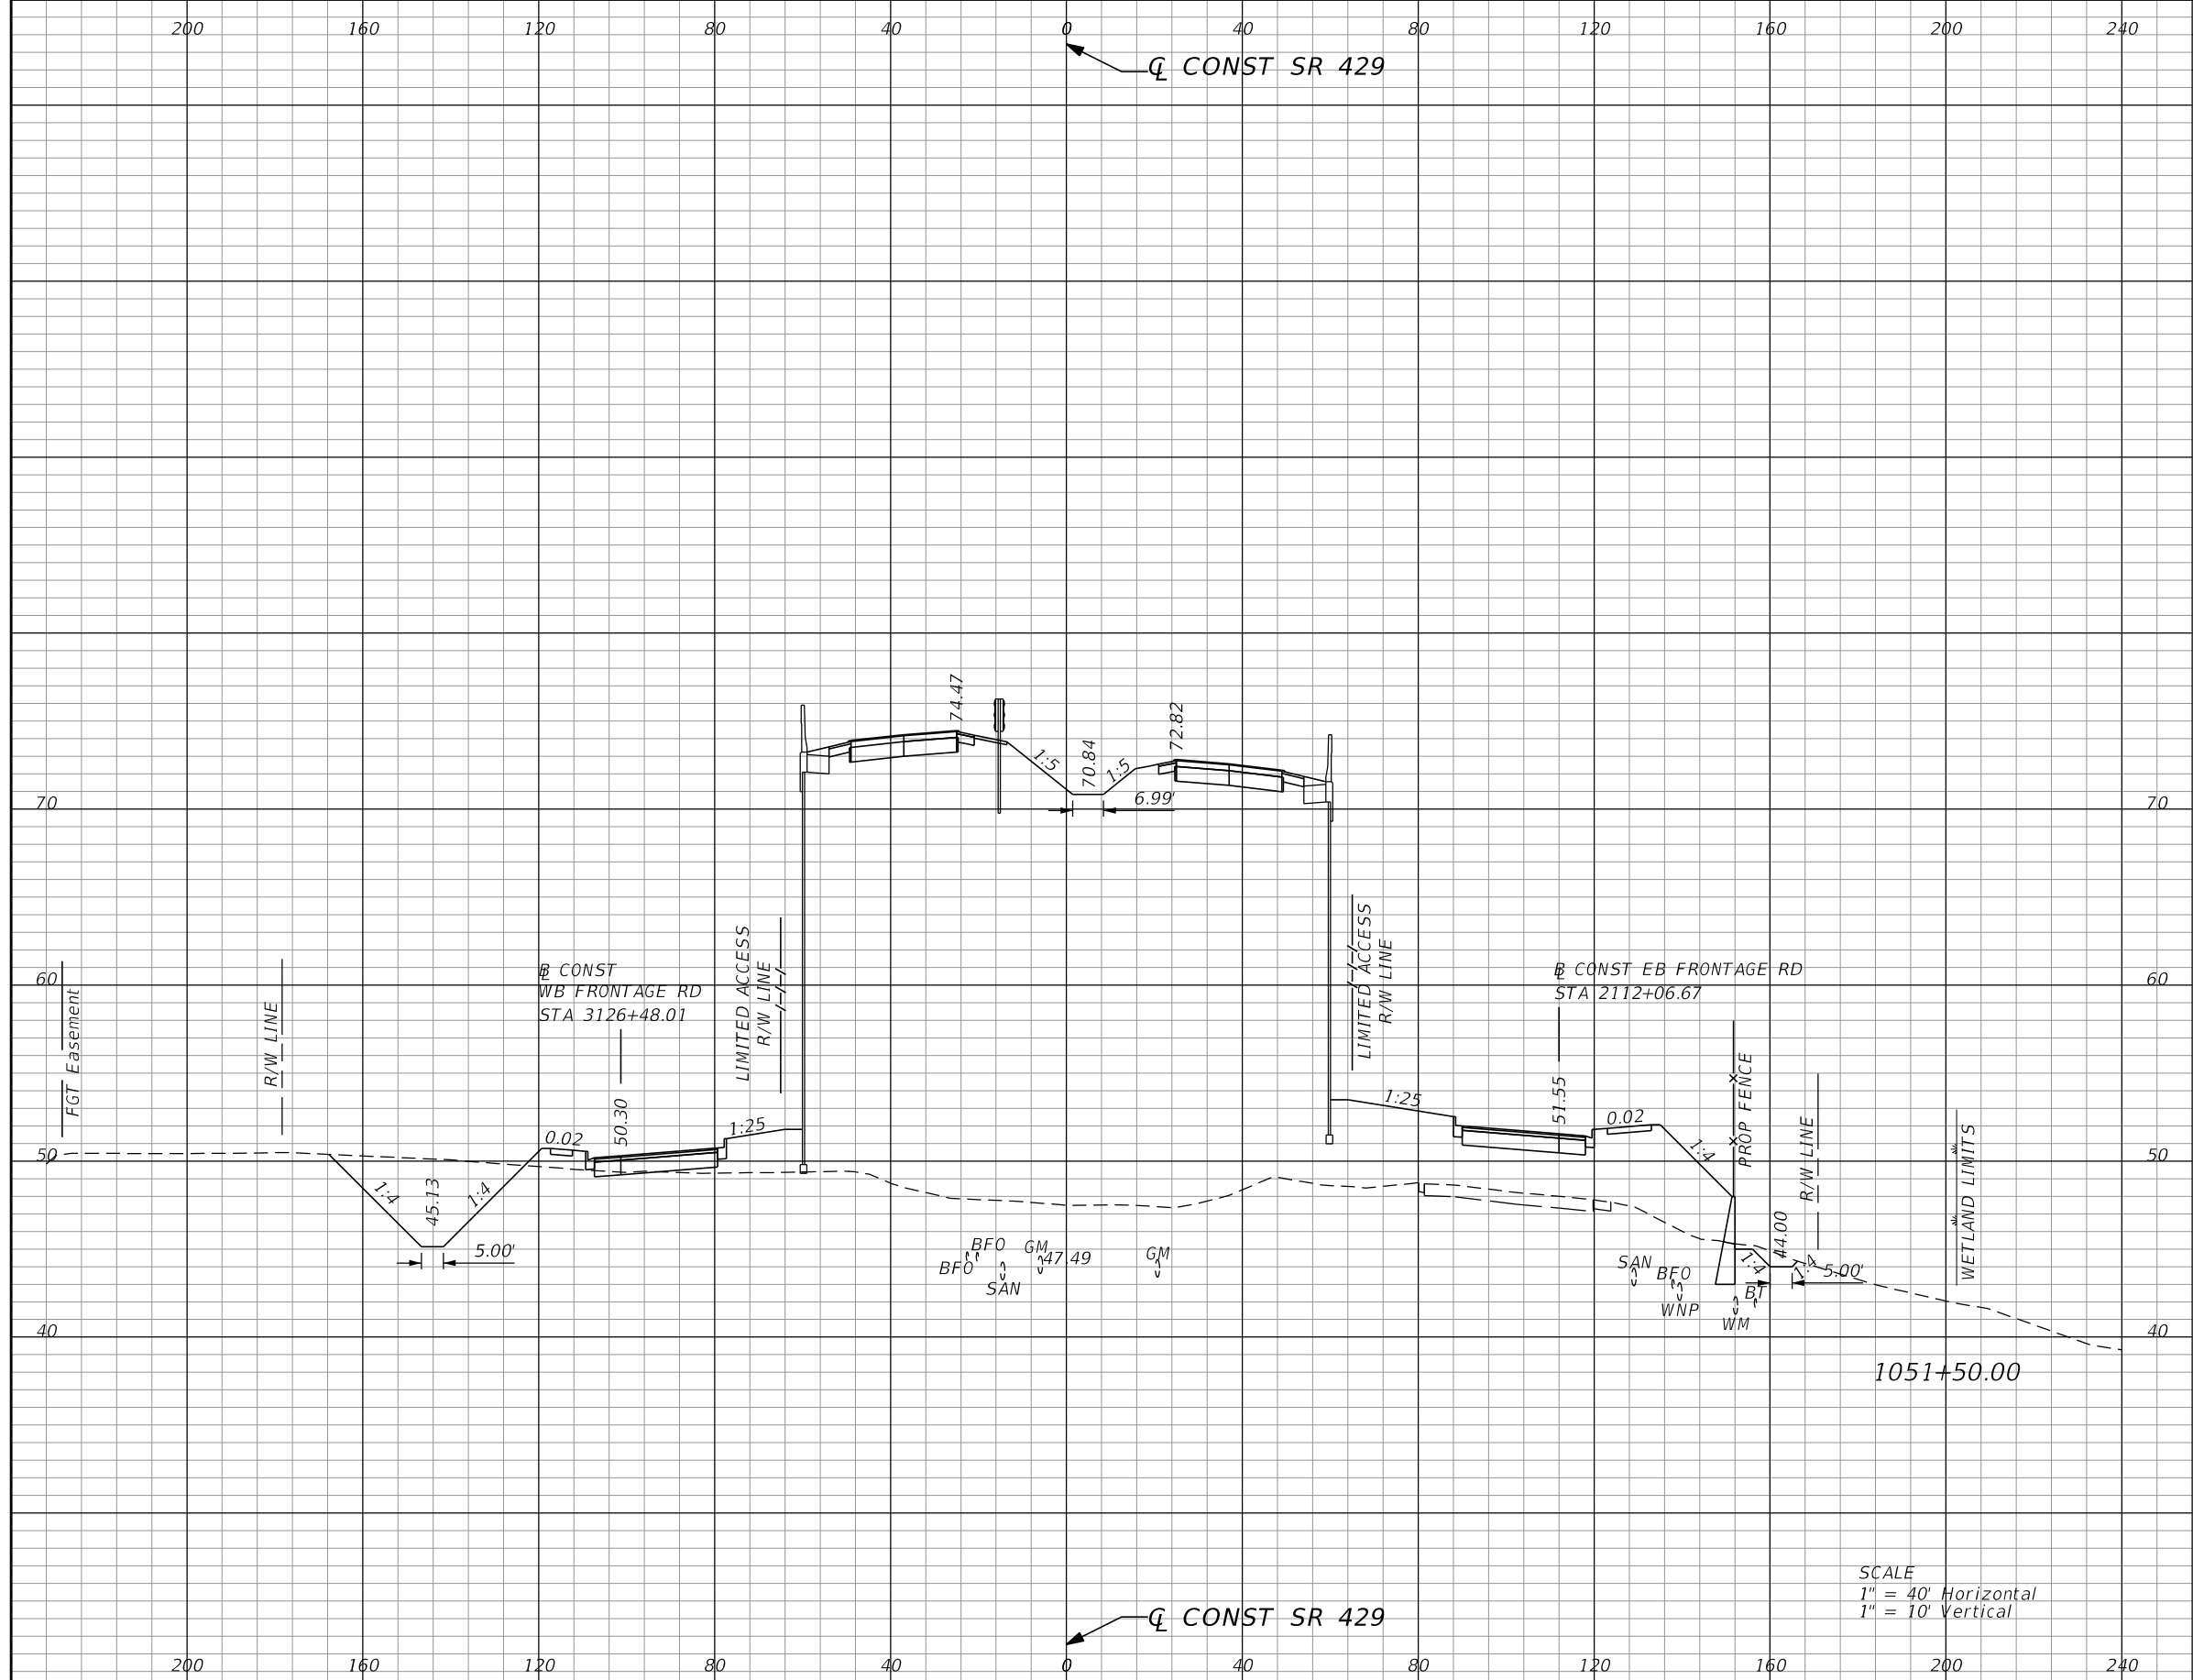 200 160 120 80 40 0 40 80 120 160 200 240
℄ CONST SR 429
74.47
72.82
70.84
1:5
1:5
6.99'
70
70
60
60
FGT Easement
R/W LINE
B̶L CONST
WB FRONTAGE RD
STA 3126+48.01
LIMITED ACCESS
R/W LINE
LIMITED ACCESS
R/W LINE
B̶L CONST EB FRONTAGE RD
STA 2112+06.67
PROP FENCE
R/W LINE
WETLAND LIMITS
50
50
1:4
45.13
1:4
5.00'
0.02
50.30
1:25
1:25
51.55
0.02
1:4
BFO
BFO
SAN
GM
47.49
GM
SAN
BFO
WNP
WM
BT
1:4
44.00
1:4
5.00'
40
40
1051+50.00
SCALE
1" = 40' Horizontal
1" = 10' Vertical
℄ CONST SR 429
200 160 120 80 40 0 40 80 120 160 200 240